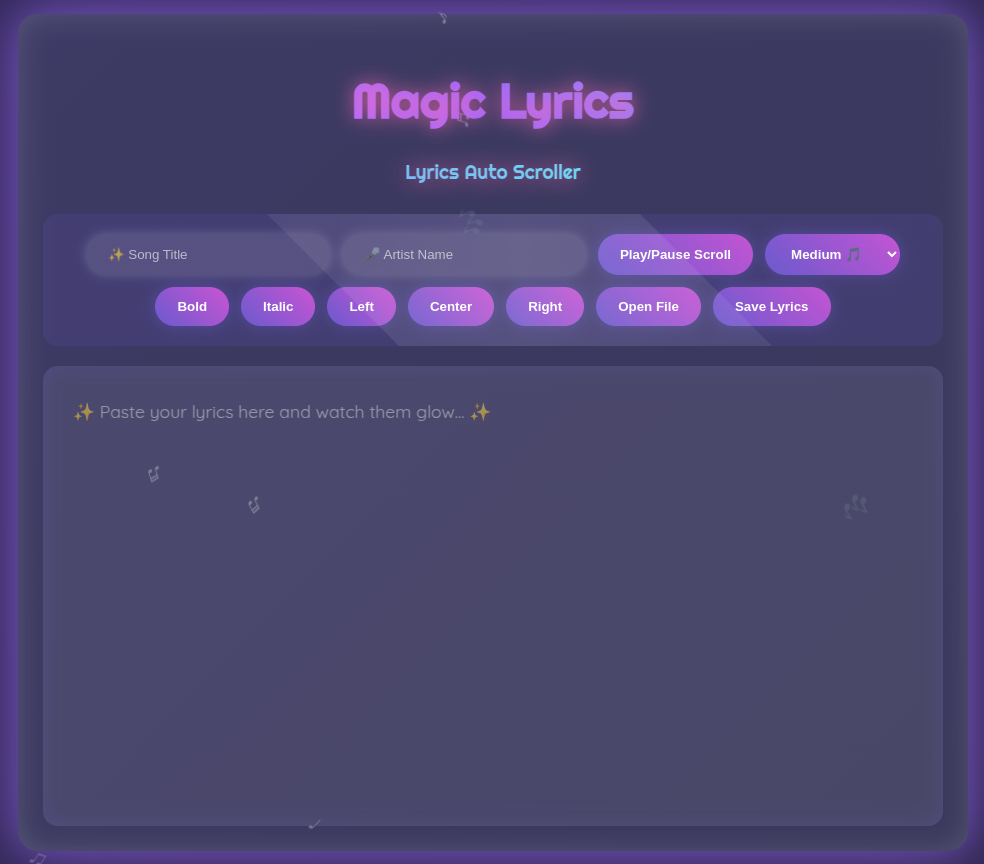 Magic Lyrics
Lyrics Auto Scroller
✨ Song Title 🎤 Artist Name Play/Pause Scroll Medium 🎵
Bold Italic Left Center Right Open File Save Lyrics
✨ Paste your lyrics here and watch them glow... ✨